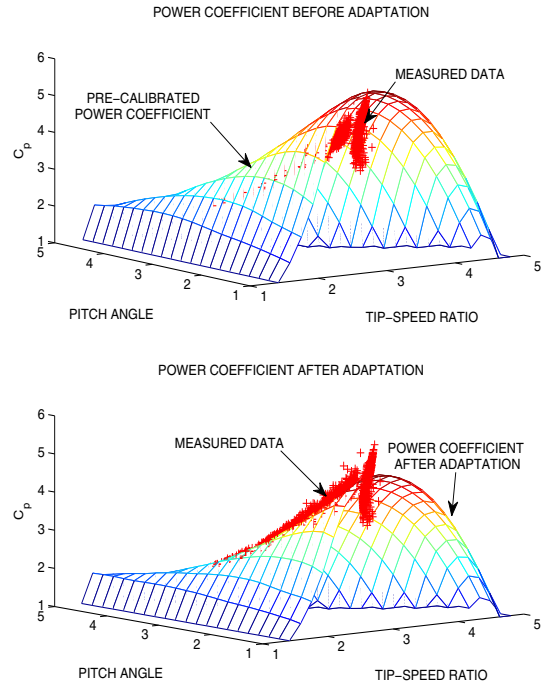 POWER COEFFICIENT BEFORE ADAPTATION
6
5
4
3
2
1
C_p
MEASURED DATA
PRE−CALIBRATED
POWER COEFFICIENT
5
4
3
2
1
PITCH ANGLE
1
2
3
4
5
TIP−SPEED RATIO
POWER COEFFICIENT AFTER ADAPTATION
6
5
4
3
2
1
C_p
MEASURED DATA
POWER COEFFICIENT
AFTER ADAPTATION
5
4
3
2
1
PITCH ANGLE
1
2
3
4
5
TIP−SPEED RATIO